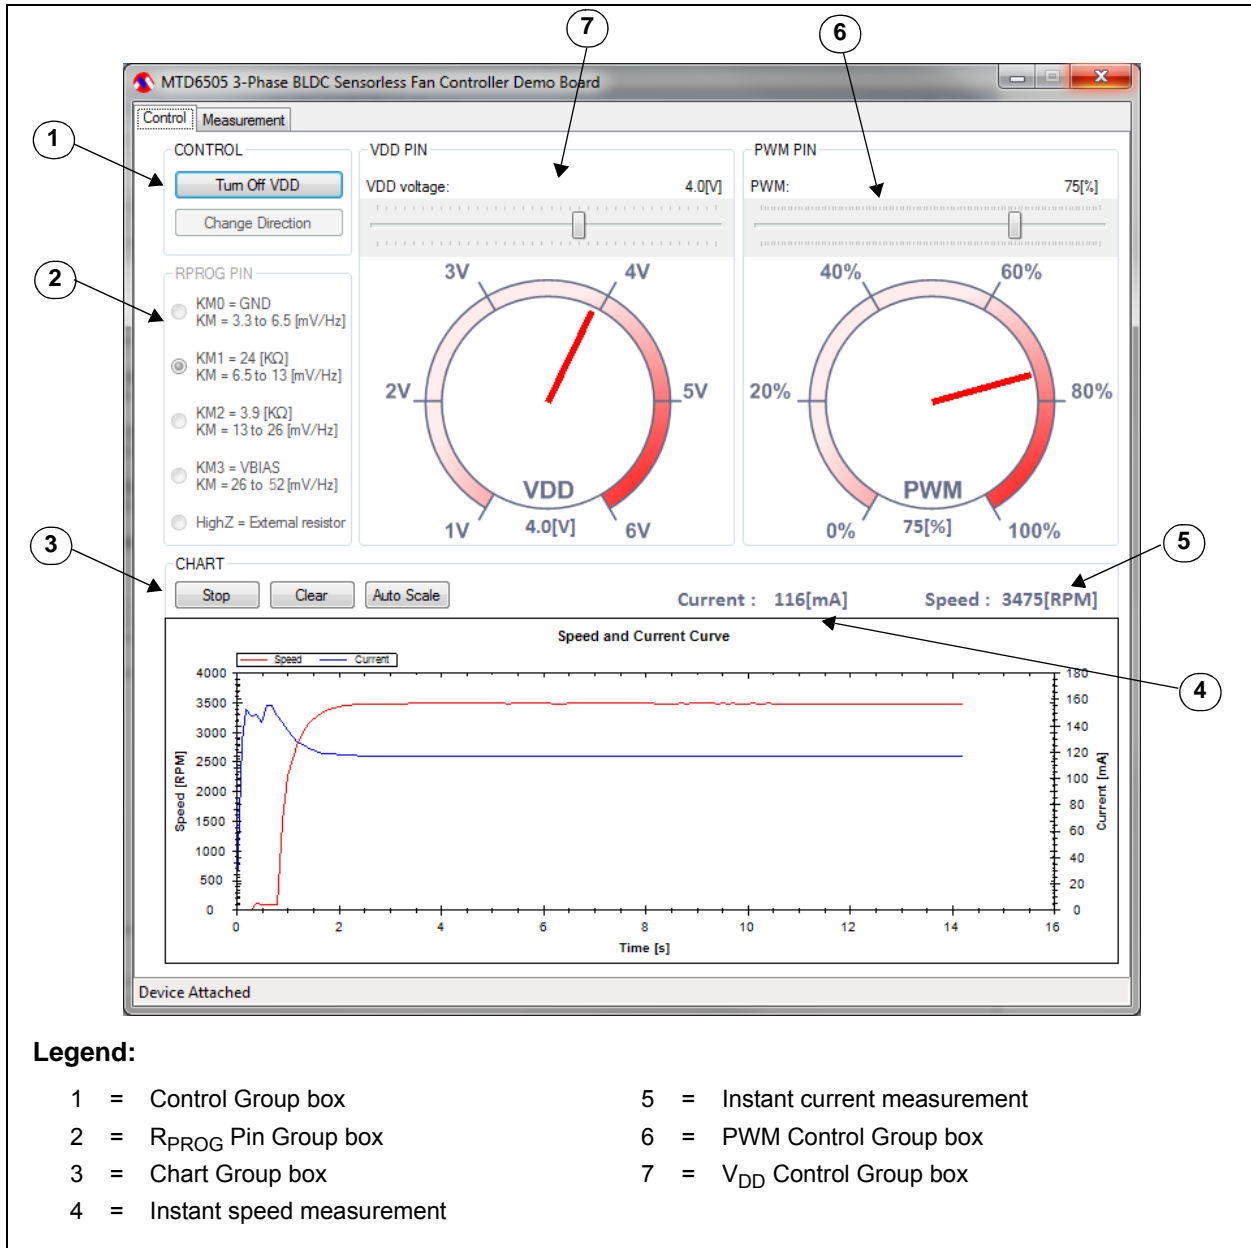 7
6
MTD6505 3-Phase BLDC Sensorless Fan Controller Demo Board
Control Measurement
1
CONTROL
Turn Off VDD
Change Direction
VDD PIN
VDD voltage: 4.0[V]
PWM PIN
PWM: 75[%]
2
RPROG PIN
KM0 = GND
KM = 3.3 to 6.5 [mV/Hz]
KM1 = 24 [KΩ]
KM = 6.5 to 13 [mV/Hz]
KM2 = 3.9 [KΩ]
KM = 13 to 26 [mV/Hz]
KM3 = VBIAS
KM = 26 to 52 [mV/Hz]
HighZ = External resistor
3V 4V
2V 5V
VDD
1V 4.0[V] 6V
40% 60%
20% 80%
PWM
0% 75[%] 100%
3
5
CHART
Stop Clear Auto Scale
Current : 116[mA] Speed : 3475[RPM]
4
Speed and Current Curve
Speed Current
4000
3500
3000
2500
2000
1500
1000
500
0
Speed [RPM]
180
160
140
120
100
80
60
40
20
0
Current [mA]
0 2 4 6 8 10 12 14 16
Time [s]
Device Attached
Legend:
1 = Control Group box
2 = RPROG Pin Group box
3 = Chart Group box
4 = Instant speed measurement
5 = Instant current measurement
6 = PWM Control Group box
7 = VDD Control Group box